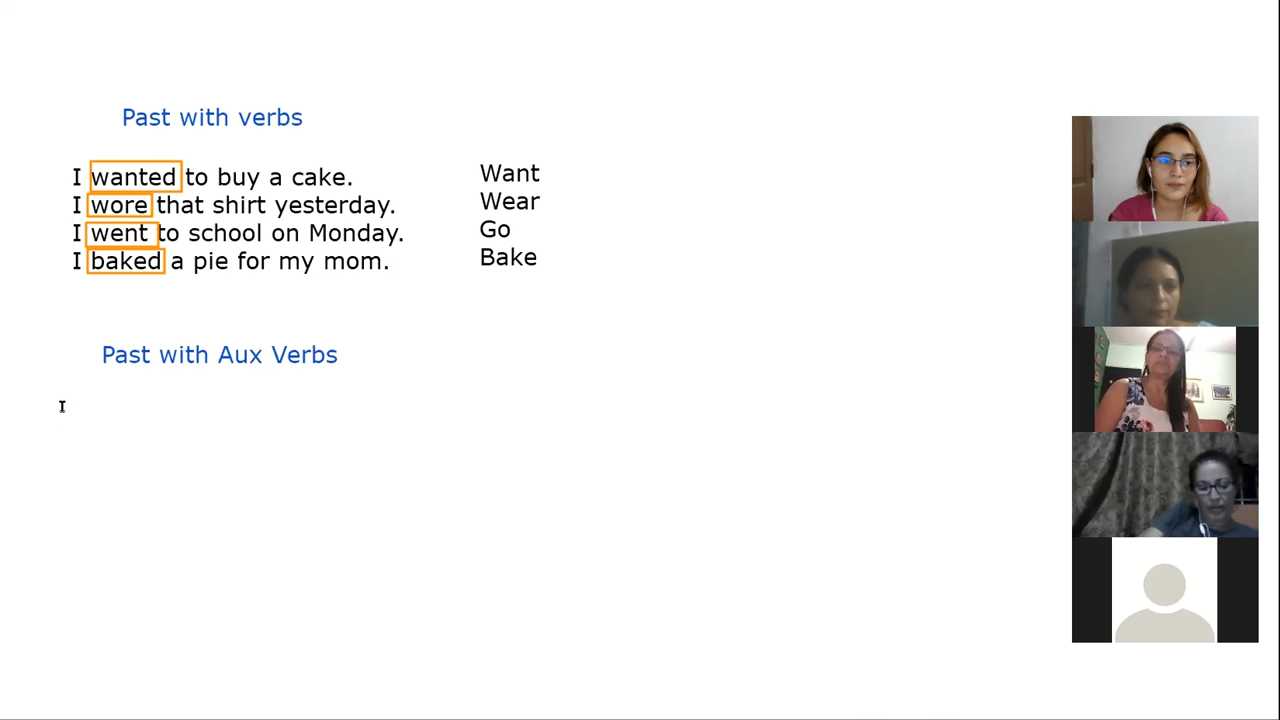 Past with verbs
I wanted to buy a cake.
I wore that shirt yesterday.
I went to school on Monday.
I baked a pie for my mom.
Want
Wear
Go
Bake
Past with Aux Verbs